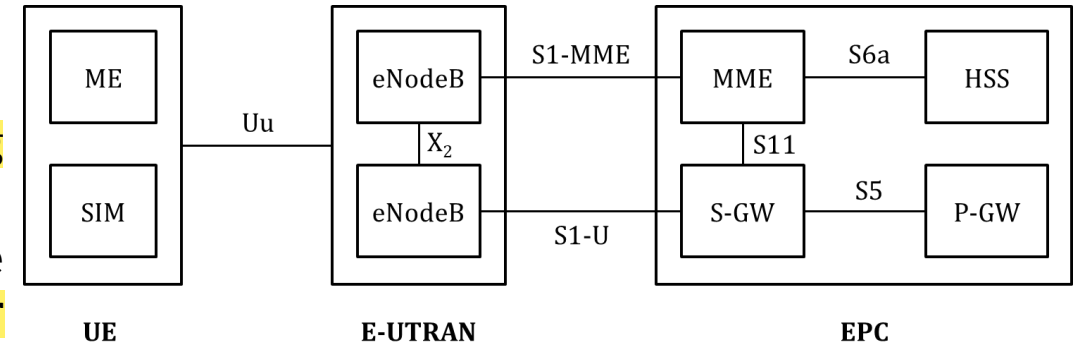 ME
SIM
Uu
eNodeB
X₂
eNodeB
S1-MME
S1-U
MME
S6a
HSS
S11
S-GW
S5
P-GW
UE
E-UTRAN
EPC